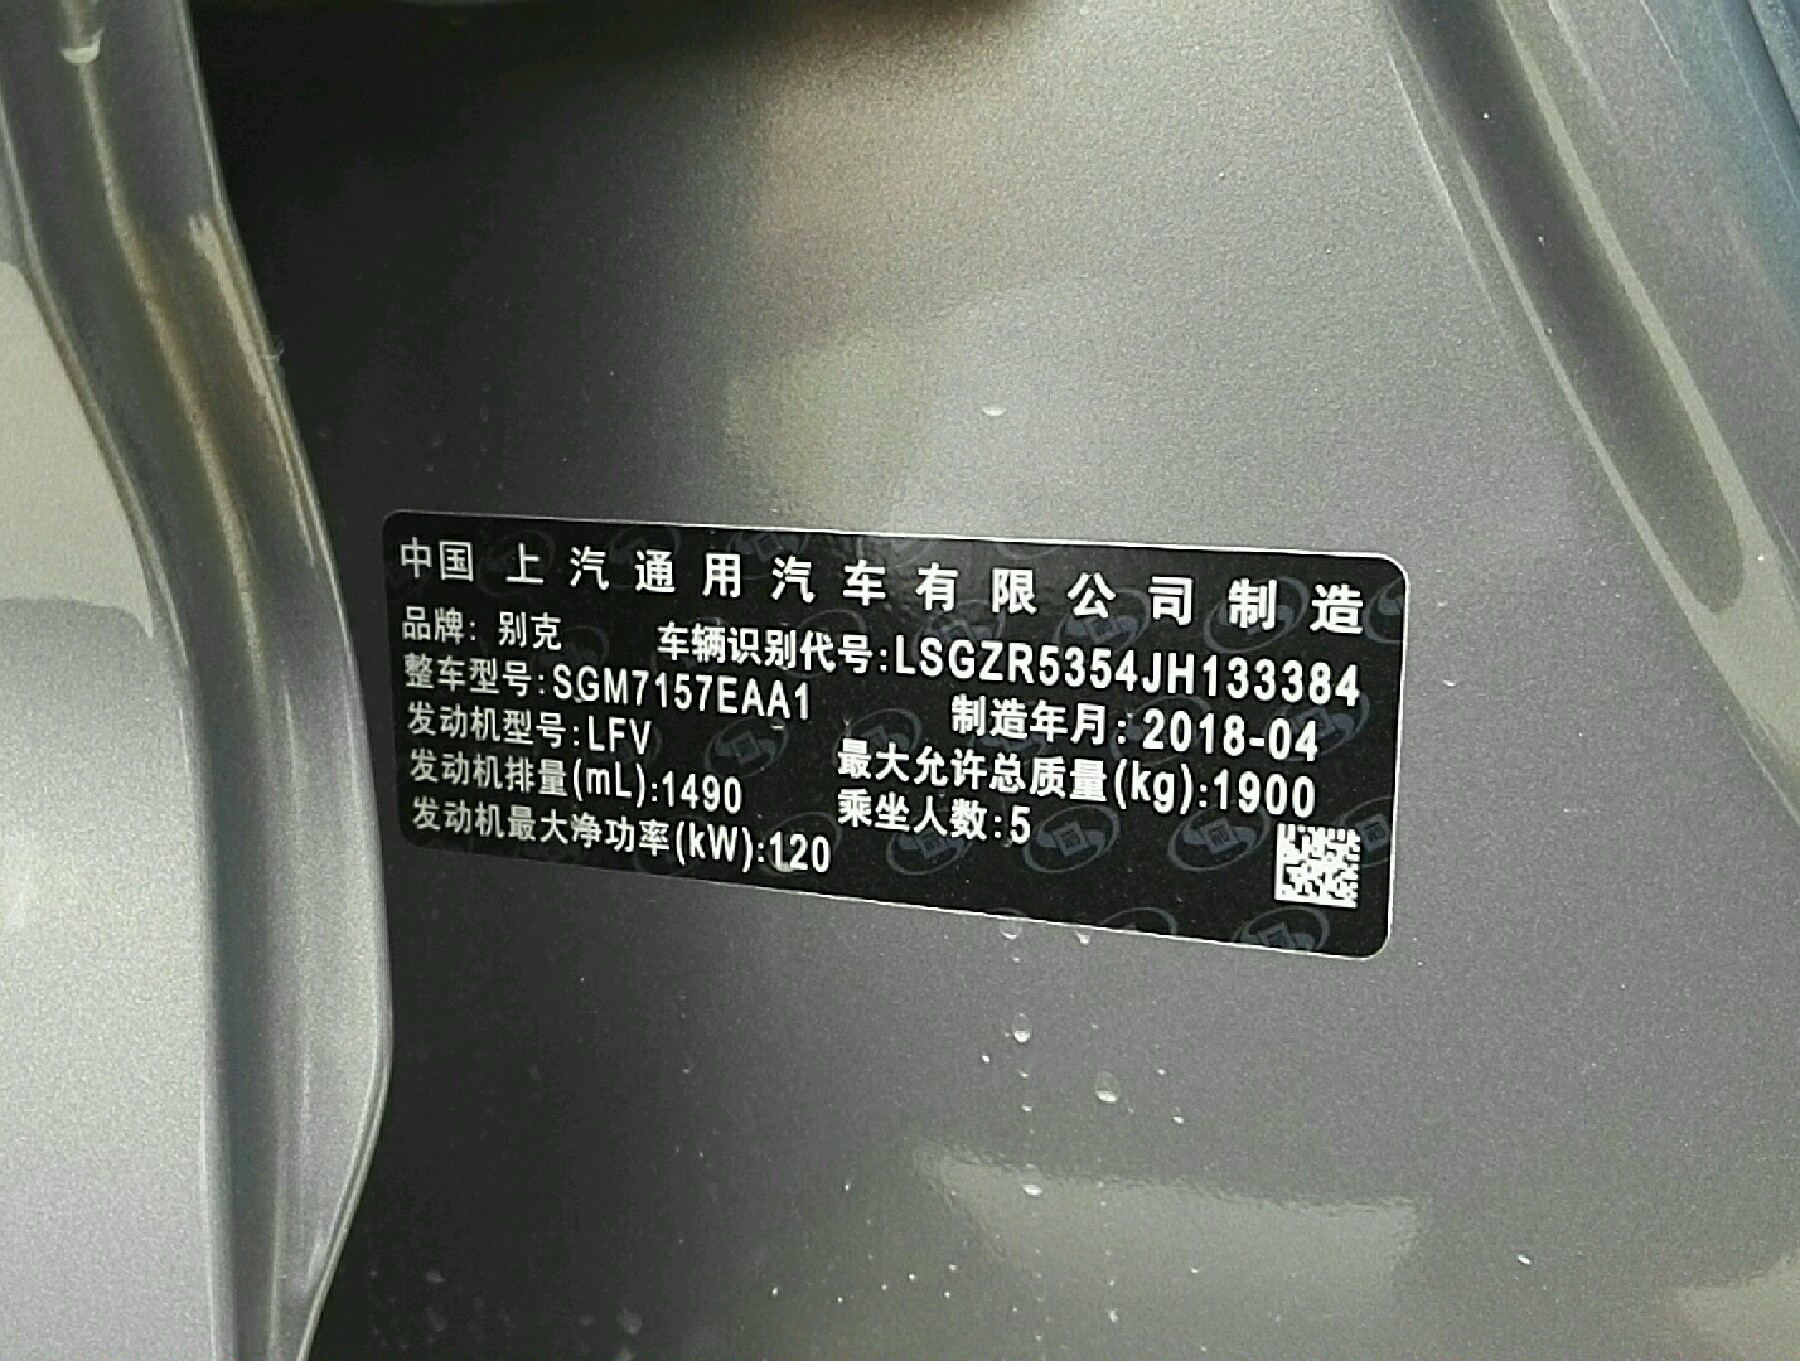 中国 上汽通用汽车有限公司制造
品牌: 别克 车辆识别代号:LSGZR5354JH133384
整车型号:SGM7157EAA1 制造年月:2018-04
发动机型号:LFV 最大允许总质量(kg):1900
发动机排量(mL):1490 乘坐人数:5
发动机最大净功率(kW):120